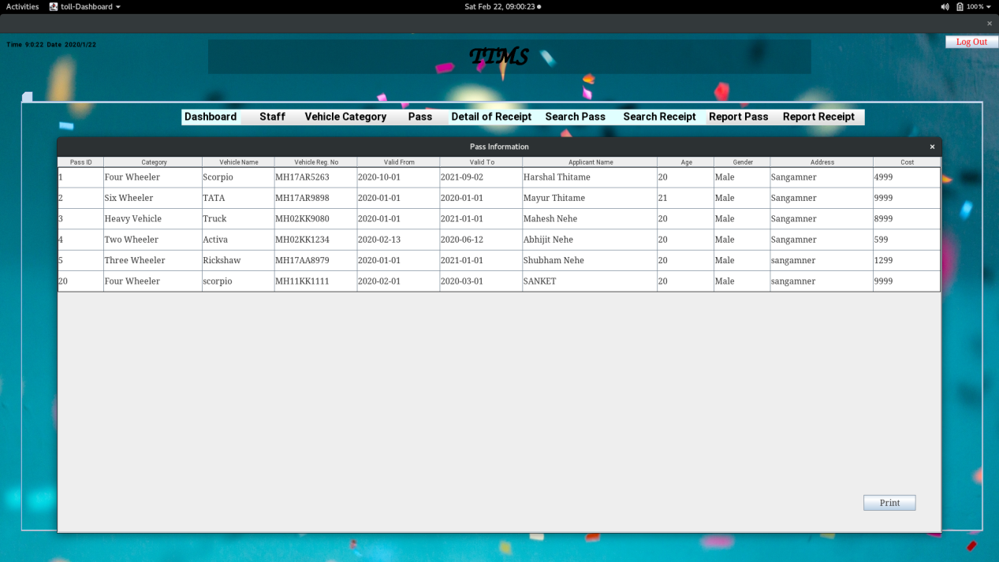 Activities toll-Dashboard Sat Feb 22, 09:00:23 100%
×
Time 9:0:22 Date 2020/1/22 TTMS Log Out
Dashboard Staff Vehicle Category Pass Detail of Receipt Search Pass Search Receipt Report Pass Report Receipt
Pass Information ×
Pass ID Category Vehicle Name Vehicle Reg. No Valid From Valid To Applicant Name Age Gender Address Cost
1 Four Wheeler Scorpio MH17AR5263 2020-10-01 2021-09-02 Harshal Thitame 20 Male Sangamner 4999
2 Six Wheeler TATA MH17AR9898 2020-01-01 2020-01-01 Mayur Thitame 21 Male Sangamner 9999
3 Heavy Vehicle Truck MH02KK9080 2020-01-01 2021-01-01 Mahesh Nehe 20 Male Sangamner 8999
4 Two Wheeler Activa MH02KK1234 2020-02-13 2020-06-12 Abhijit Nehe 20 Male Sangamner 599
5 Three Wheeler Rickshaw MH17AA8979 2020-01-01 2021-01-01 Shubham Nehe 20 Male sangamner 1299
20 Four Wheeler scorpio MH11KK1111 2020-02-01 2020-03-01 SANKET 20 Male sangamner 9999
Print